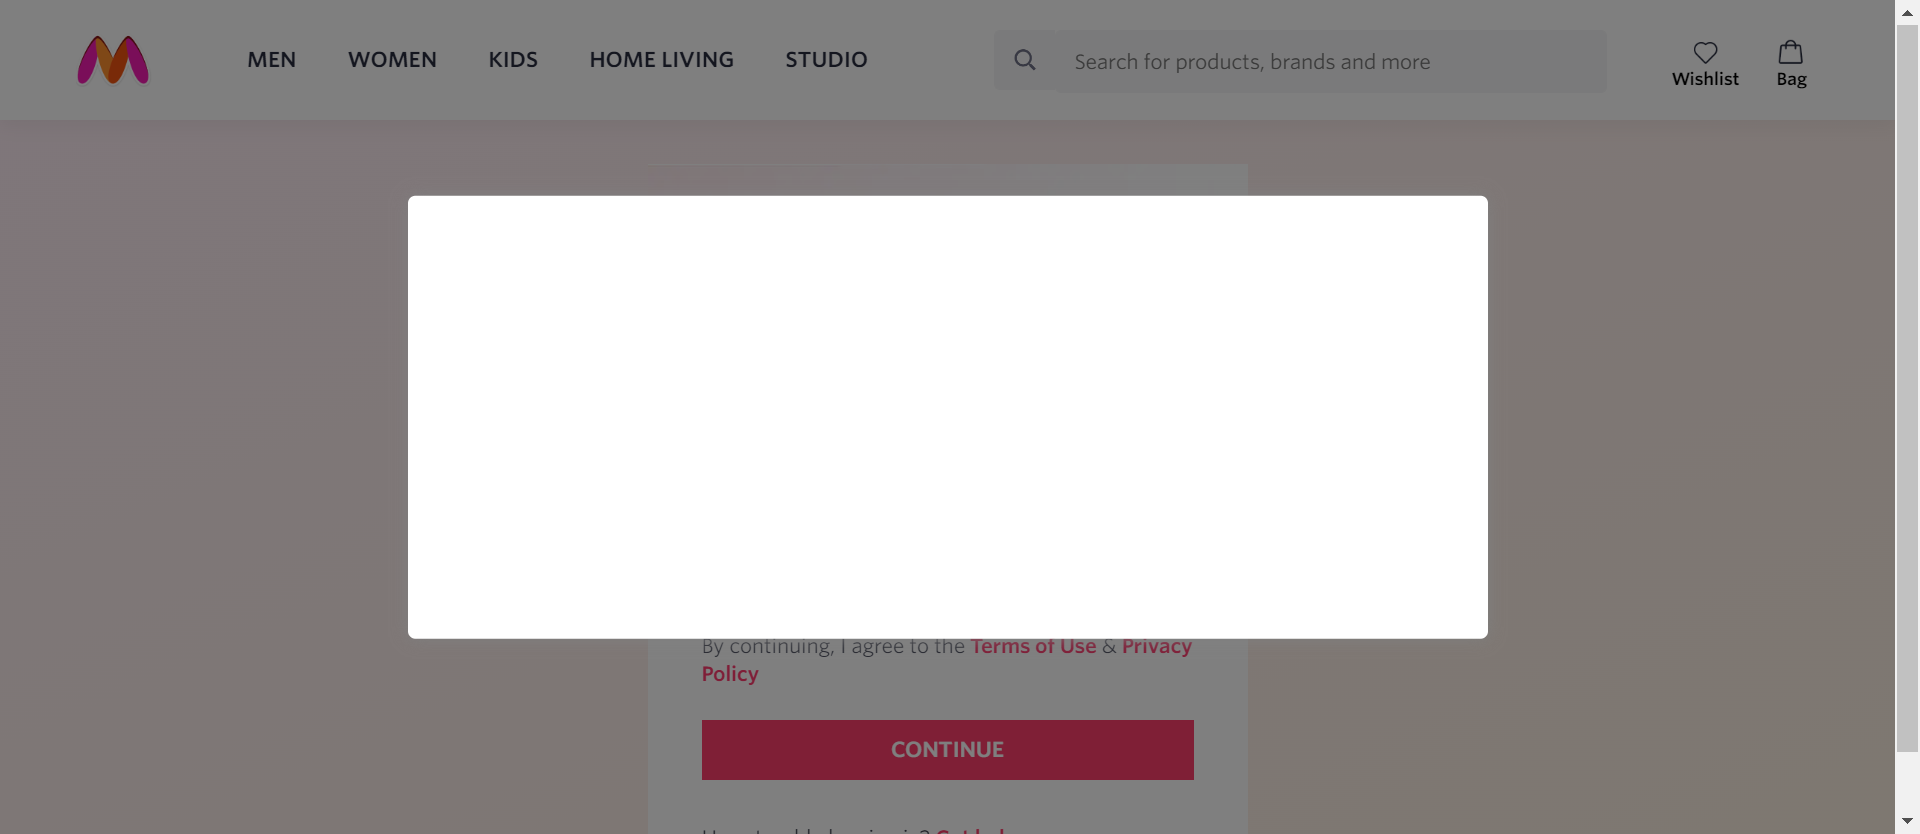 MEN WOMEN KIDS HOME LIVING STUDIO
Search for products, brands and more
Wishlist Bag
By continuing, I agree to the Terms of Use & Privacy
Policy
CONTINUE